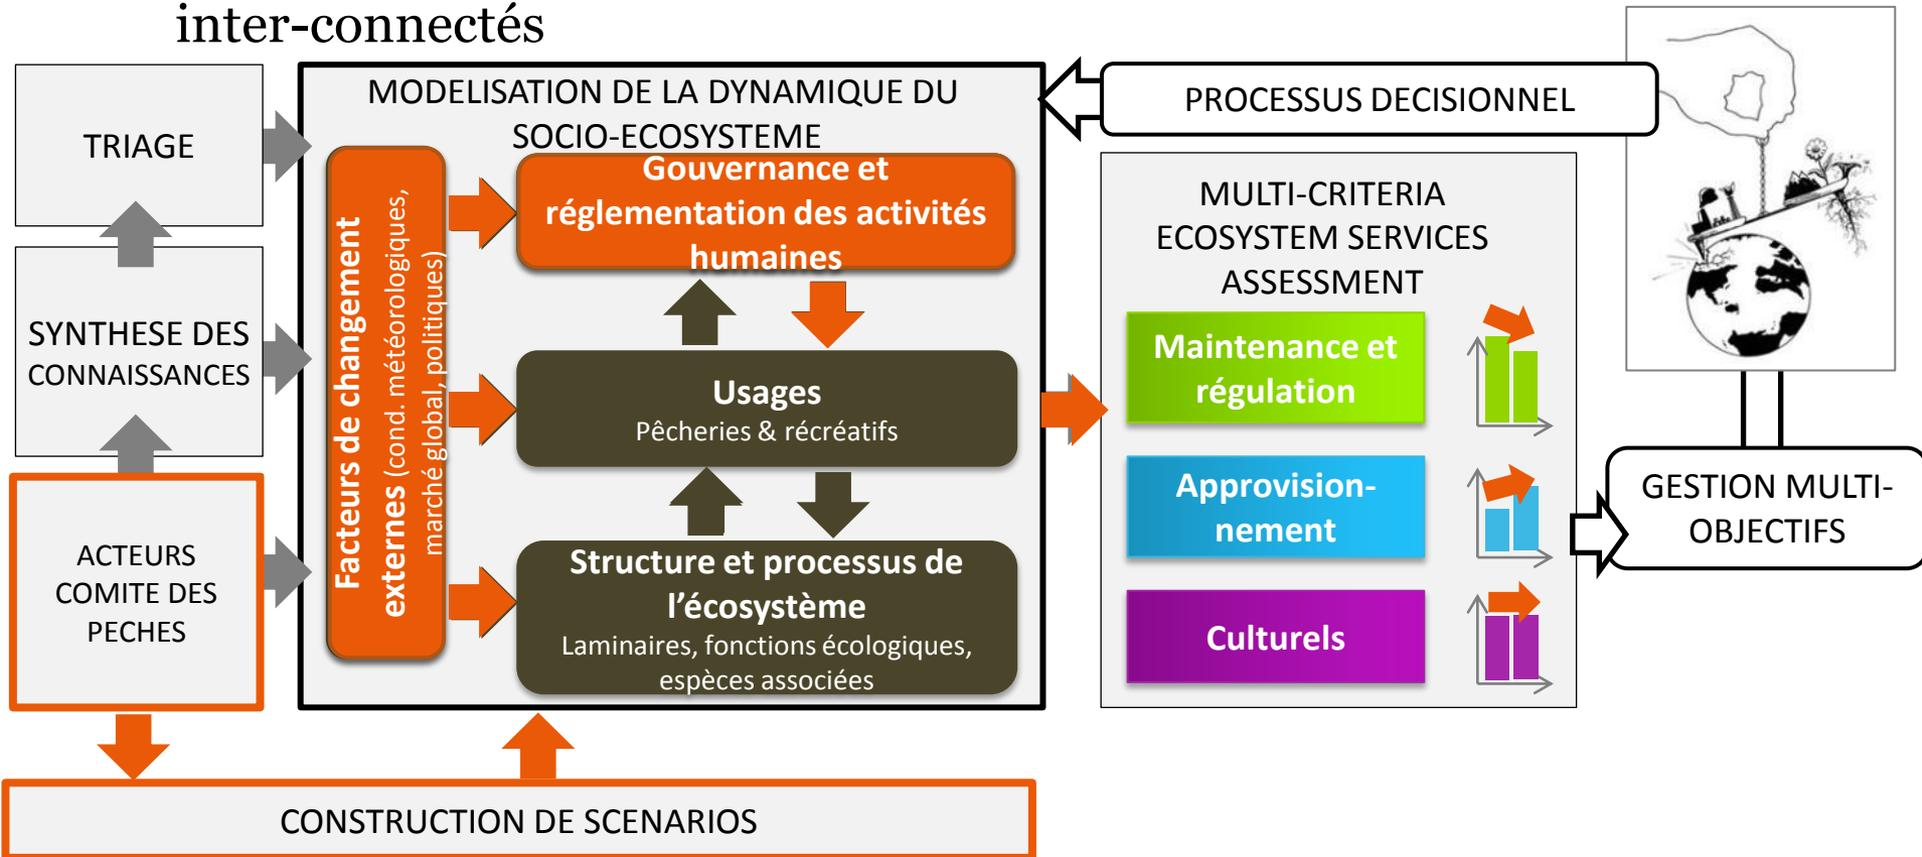 inter-connectés
TRIAGE
SYNTHESE DES
CONNAISSANCES
ACTEURS
COMITE DES
PECHES
MODELISATION DE LA DYNAMIQUE DU
SOCIO-ECOSYSTEME
Facteurs de changement
externes (cond. météorologiques,
marché global, politiques)
Gouvernance et
réglementation des activités
humaines
Usages
Pêcheries & récréatifs
Structure et processus de
l’écosystème
Laminaires, fonctions écologiques,
espèces associées
CONSTRUCTION DE SCENARIOS
PROCESSUS DECISIONNEL
MULTI-CRITERIA
ECOSYSTEM SERVICES
ASSESSMENT
Maintenance et
régulation
Approvision-
nement
Culturels
GESTION MULTI-
OBJECTIFS